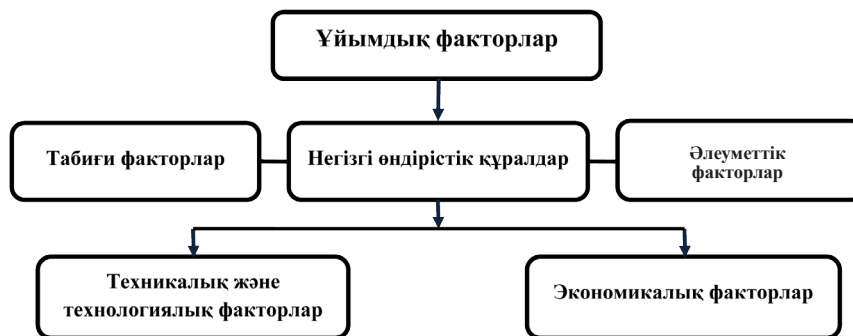 Ұйымдық факторлар
Табиғи факторлар
Негізгі өндірістік құралдар
Әлеуметтік
факторлар
Техникалық және
технологиялық факторлар
Экономикалық факторлар